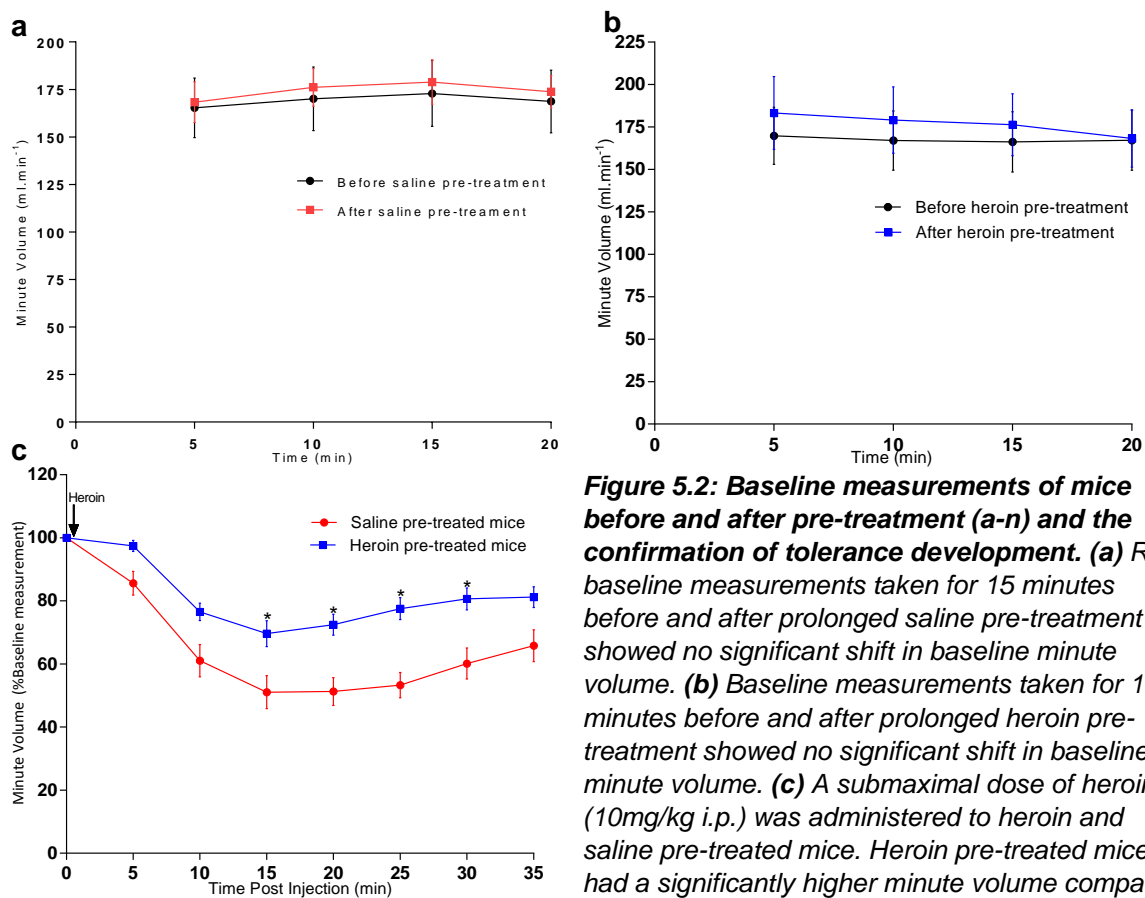 a
200
175
150
125
100
75
50
25
0
Minute Volume (ml.min⁻¹)
Before saline pre-treatment
After saline pre-treament
0 5 10 15 20
Time (min)
b
225
200
175
150
125
100
75
50
25
0
Minute Volume (ml.min⁻¹)
Before heroin pre-treatment
After heroin pre-treatment
0 5 10 15 20
Time (min)
c
120
100
80
60
40
20
0
Minute Volume (%Baseline measurement)
Heroin
Saline pre-treated mice
Heroin pre-treated mice
* * * *
0 5 10 15 20 25 30 35
Time Post Injection (min)
Figure 5.2: Baseline measurements of mice
before and after pre-treatment (a-n) and the
confirmation of tolerance development. (a)
baseline measurements taken for 15 minutes
before and after prolonged saline pre-treatment
showed no significant shift in baseline minute
volume. (b) Baseline measurements taken for
minutes before and after prolonged heroin pre-
treatment showed no significant shift in baseline
minute volume. (c) A submaximal dose of heroin
(10mg/kg i.p.) was administered to heroin and
saline pre-treated mice. Heroin pre-treated mice
had a significantly higher minute volume